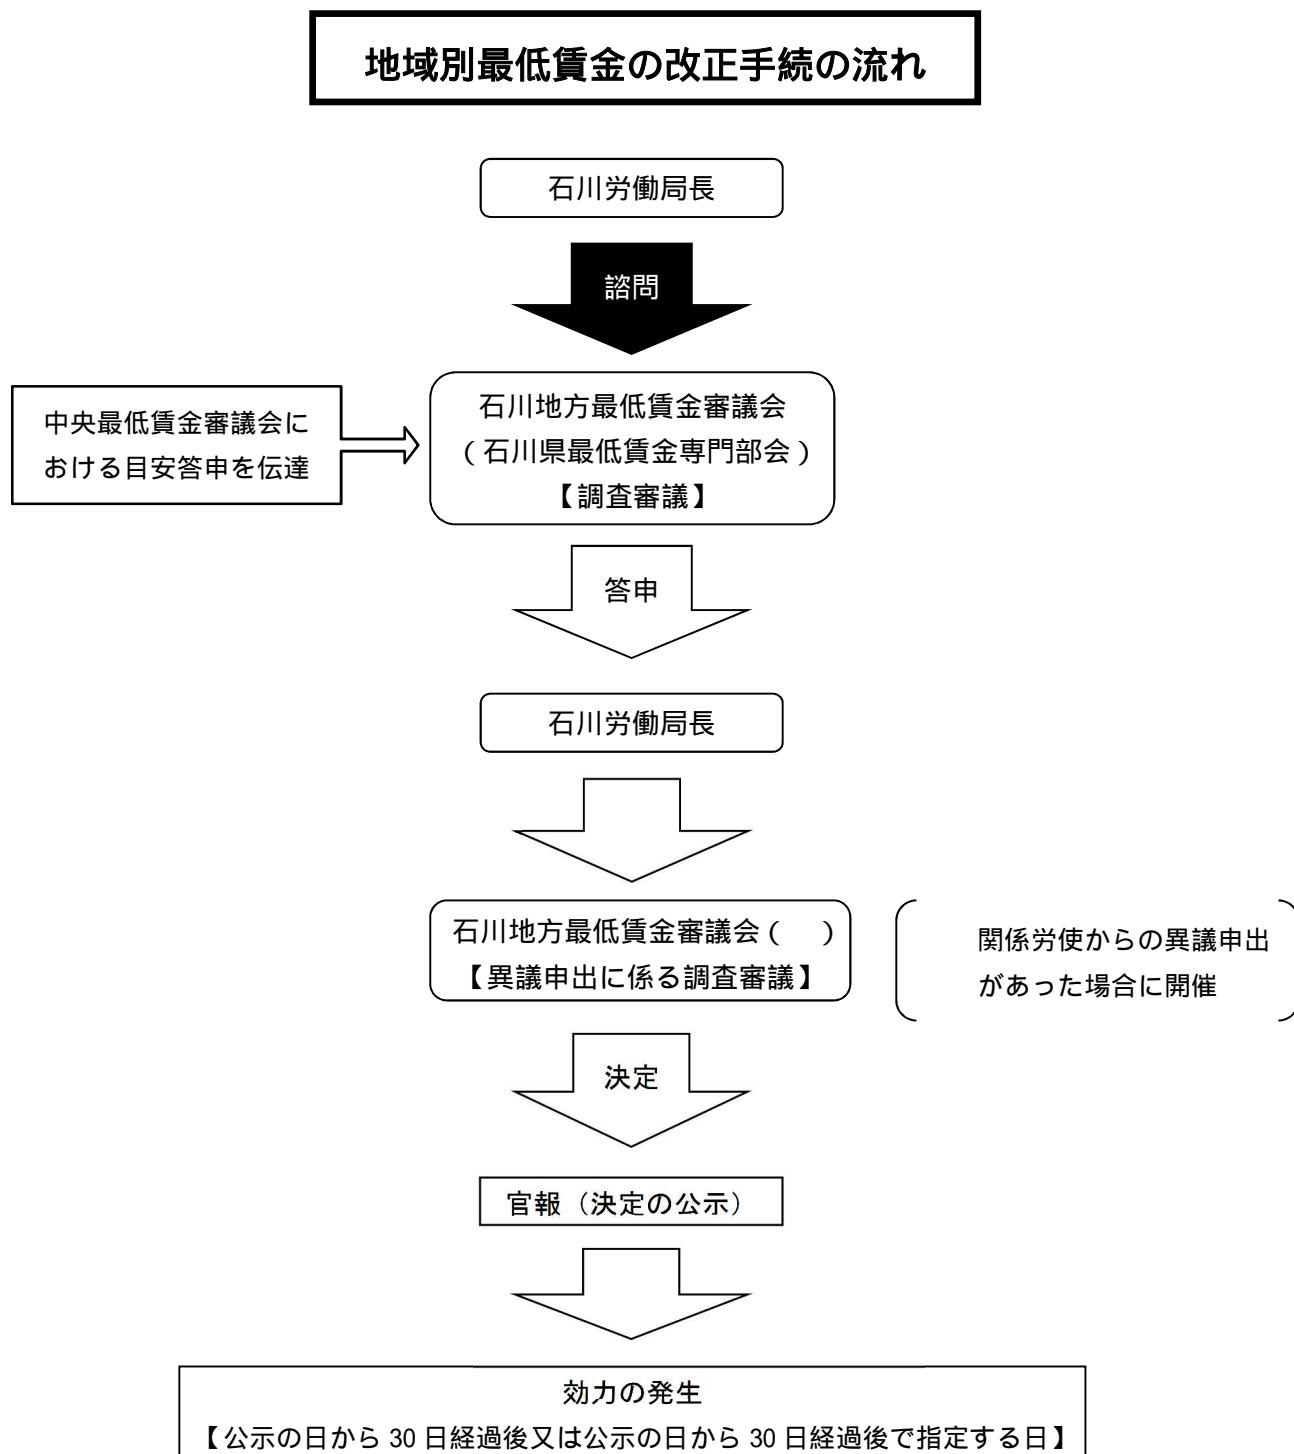 地域別最低賃金の改正手続の流れ
石川労働局長
諮問
中央最低賃金審議会に
おける目安答申を伝達
石川地方最低賃金審議会
(石川県最低賃金専門部会)
【調査審議】
答申
石川労働局長
石川地方最低賃金審議会(　)
【異議申出に係る調査審議】
関係労使からの異議申出
があった場合に開催
決定
官報(決定の公示)
効力の発生
【公示の日から 30 日経過後又は公示の日から 30 日経過後で指定する日】